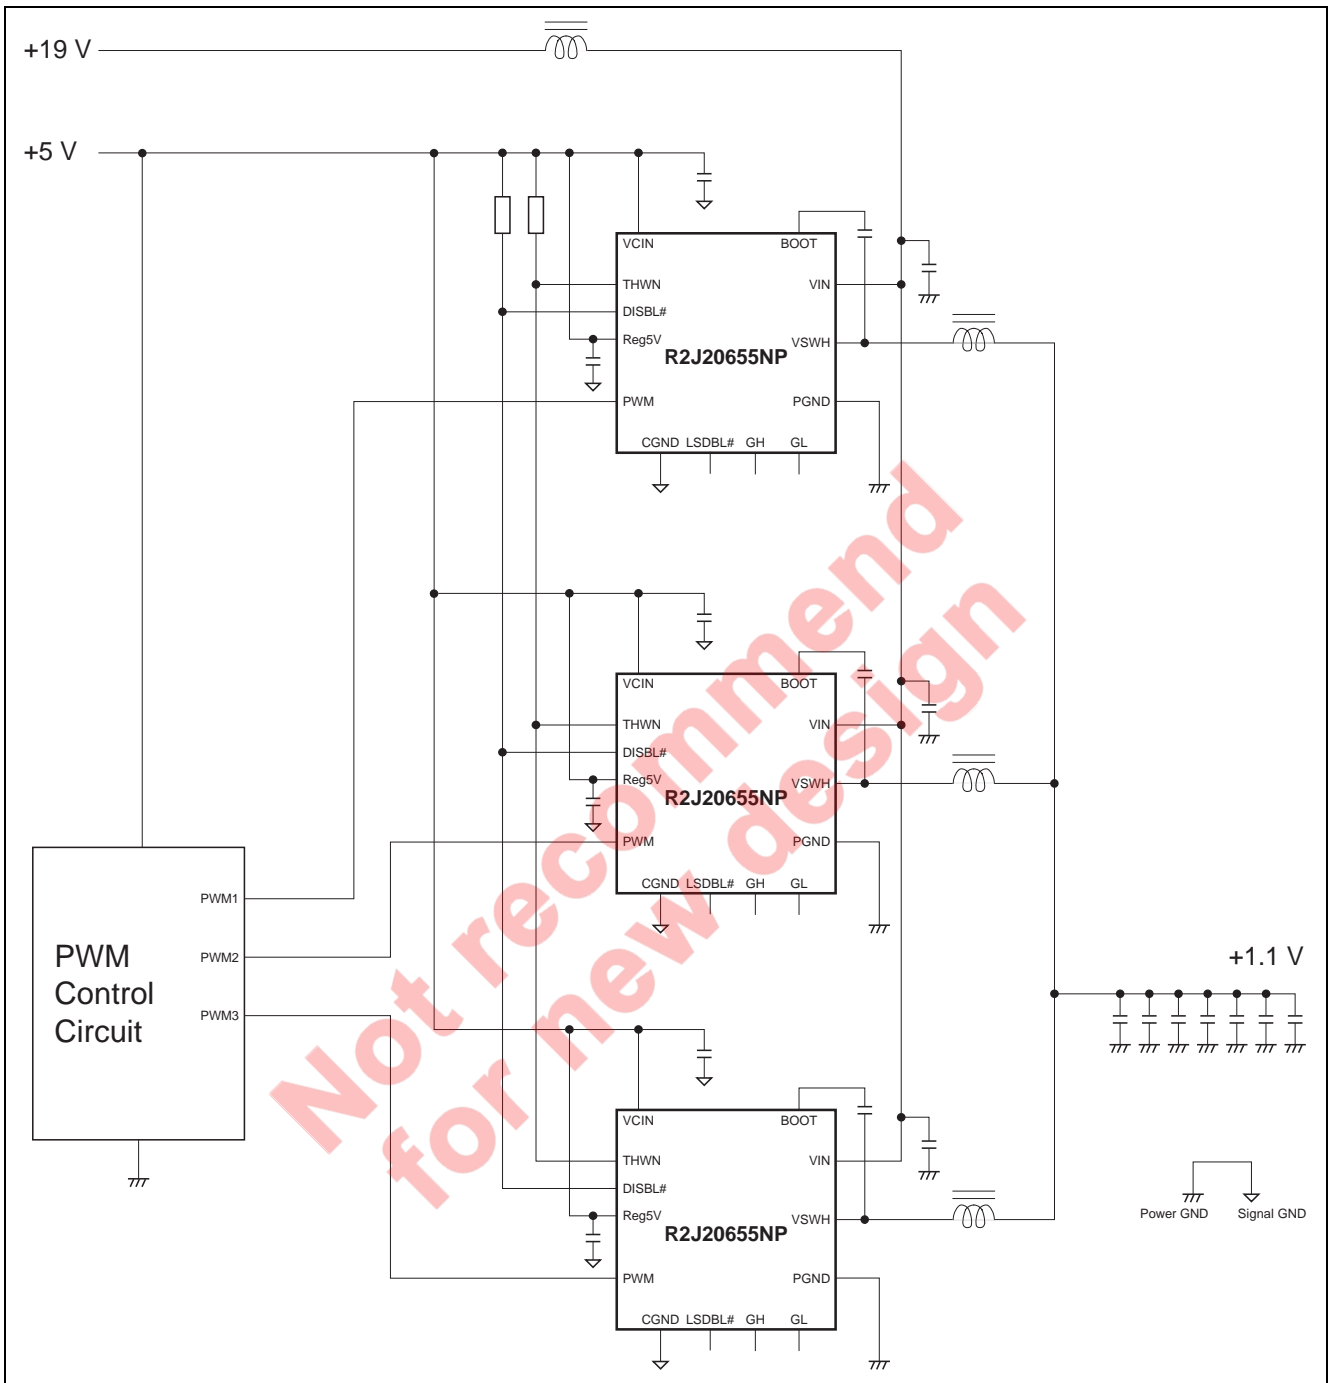 +19 V
+5 V
VCIN
BOOT
THWN
VIN
DISBL#
Reg5V
VSWH
R2J20655NP
PWM
PGND
CGND LSDBL# GH GL
VCIN
BOOT
THWN
VIN
DISBL#
Reg5V
VSWH
R2J20655NP
PWM
PGND
CGND LSDBL# GH GL
PWM1
PWM2
PWM3
PWM
Control
Circuit
+1.1 V
VCIN
BOOT
THWN
VIN
DISBL#
Reg5V
VSWH
R2J20655NP
PWM
PGND
CGND LSDBL# GH GL
Power GND
Signal GND
Not recommend
for new design